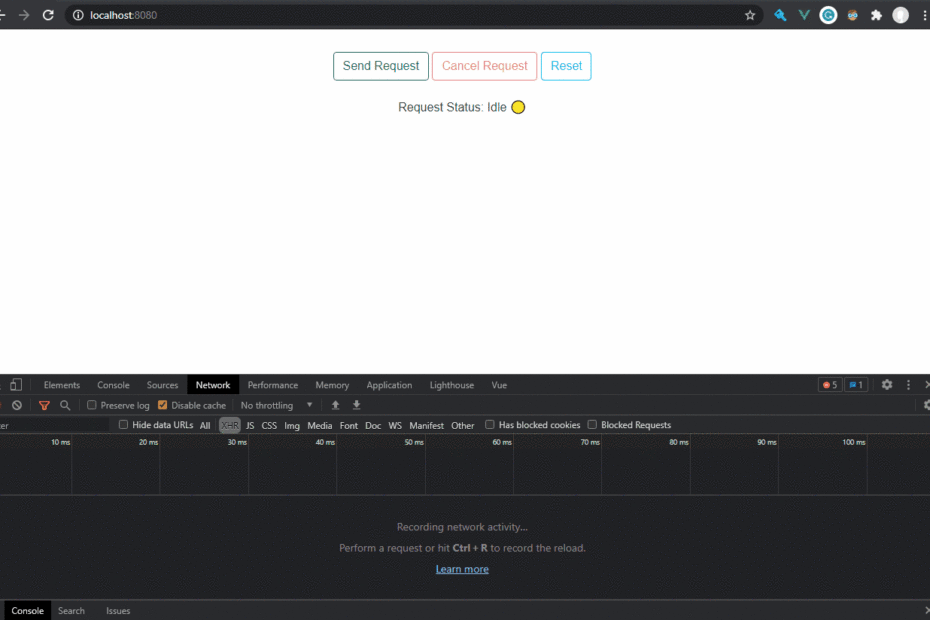 localhost:8080
Send Request Cancel Request Reset
Request Status: Idle
Elements Console Sources Network Performance Memory Application Lighthouse Vue 5 1
Preserve log Disable cache No throttling
Hide data URLs All XHR JS CSS Img Media Font Doc WS Manifest Other Has blocked cookies Blocked Requests
10 ms 20 ms 30 ms 40 ms 50 ms 60 ms 70 ms 80 ms 90 ms 100 ms
Recording network activity...
Perform a request or hit Ctrl + R to record the reload.
Learn more
Console Search Issues